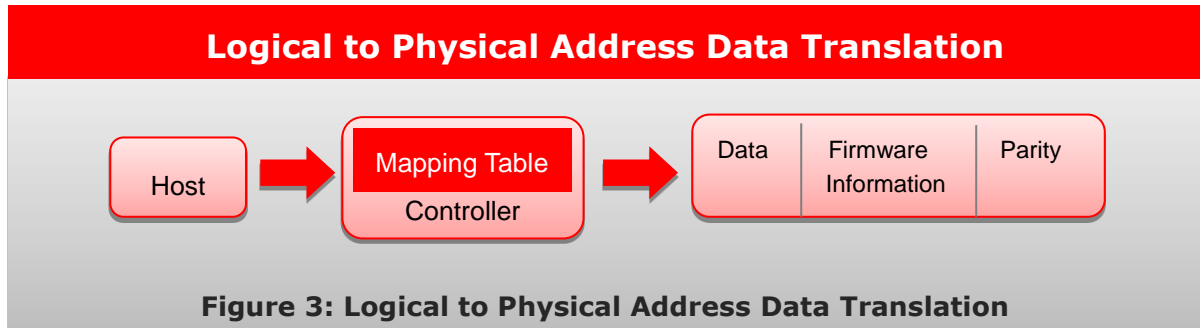 Logical to Physical Address Data Translation
Host
Mapping Table
Controller
Data
Firmware
Information
Parity
Figure 3: Logical to Physical Address Data Translation